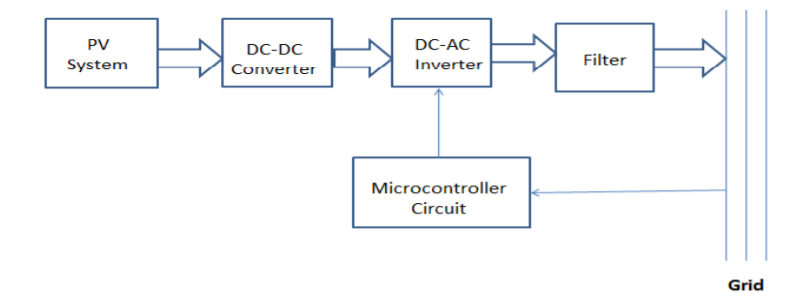 PV
System
DC-DC
Converter
DC-AC
Inverter
Filter
Microcontroller
Circuit
Grid